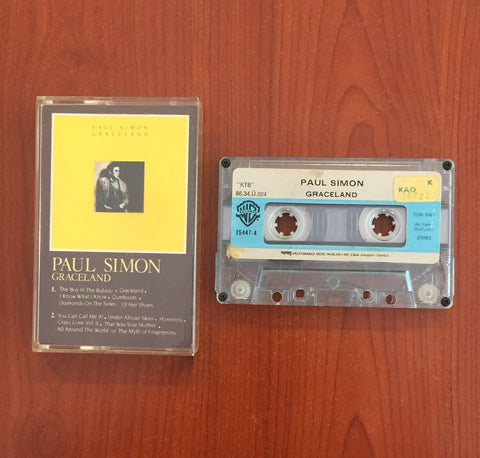 PAUL SIMON
GRACELAND
PAUL SIMON
GRACELAND
1. The Boy In The Bubble • Graceland •
I Know What I Know • Gumboots •
Diamonds On The Soles Of Her Shoes
2. You Can Call Me Al • Under African Skies • Homeless •
Crazy Love Vol. II • That Was Your Mother •
All Around The World or The Myth of Fingerprints
"KTB"
88.34.Ü.024
PAUL SIMON
GRACELAND
K
KAO
25447-4
STEREO